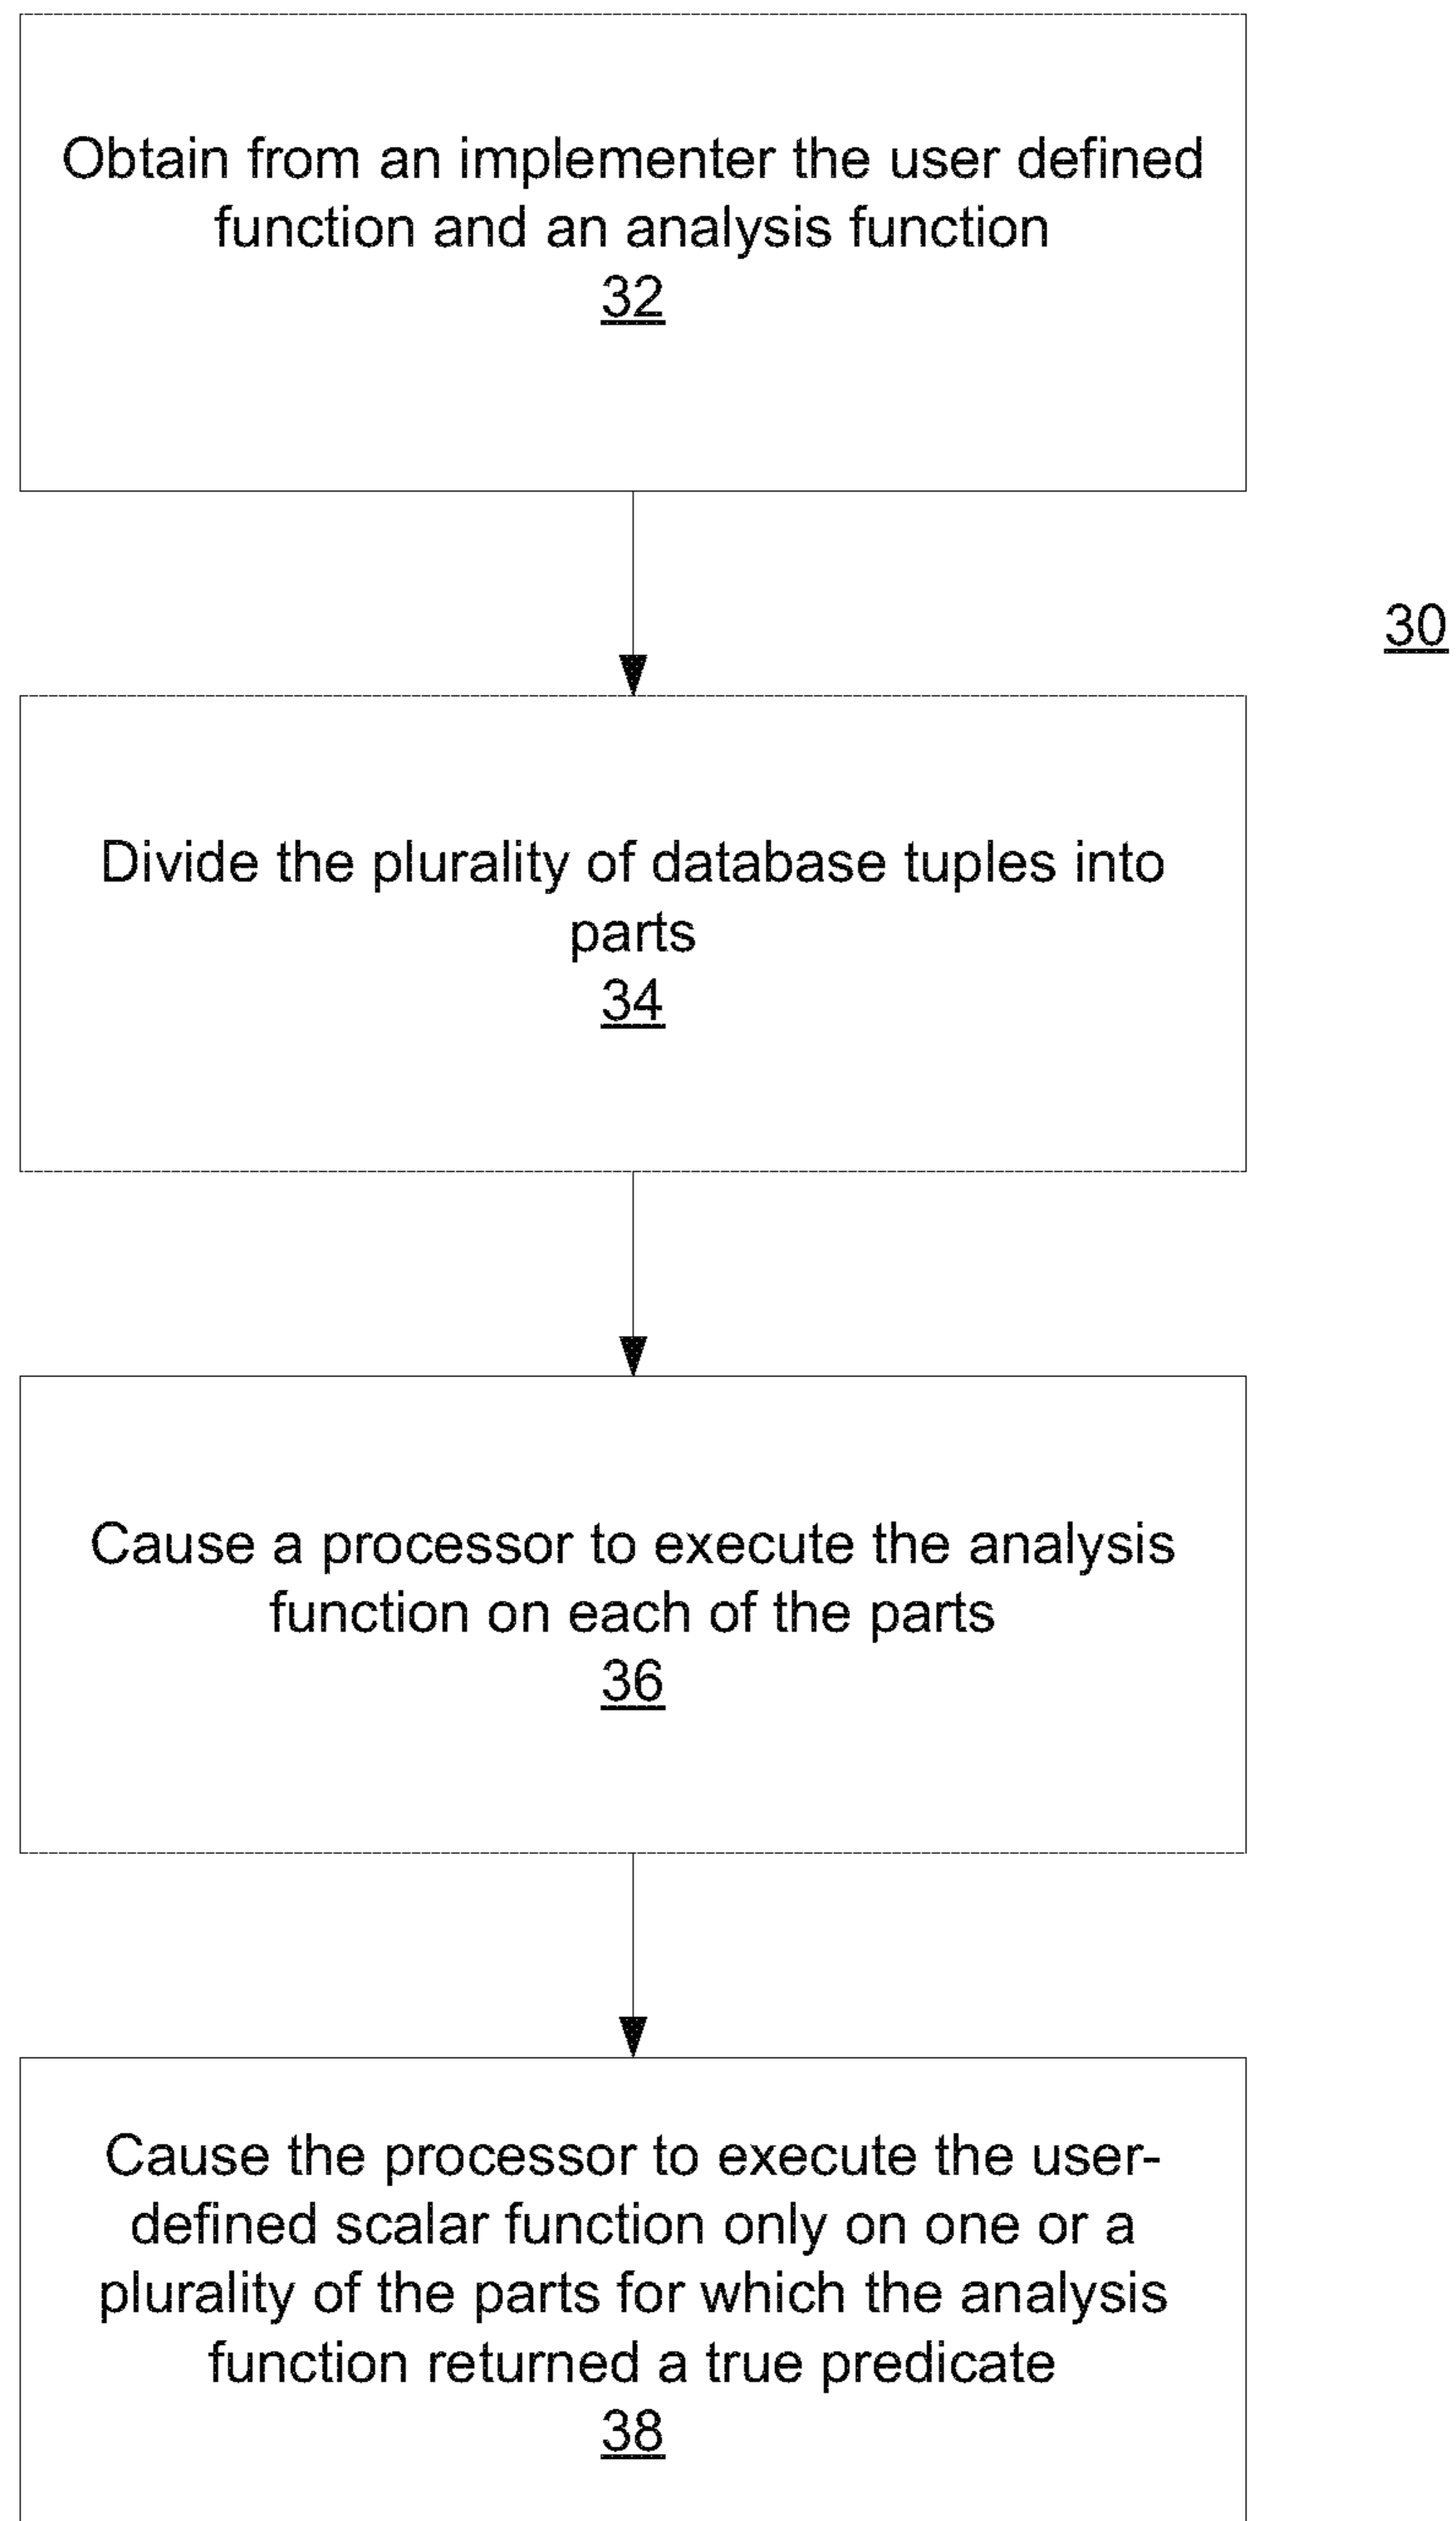 Obtain from an implementer the user defined
function and an analysis function
32
30
Divide the plurality of database tuples into
parts
34
Cause a processor to execute the analysis
function on each of the parts
36
Cause the processor to execute the user-
defined scalar function only on one or a
plurality of the parts for which the analysis
function returned a true predicate
38